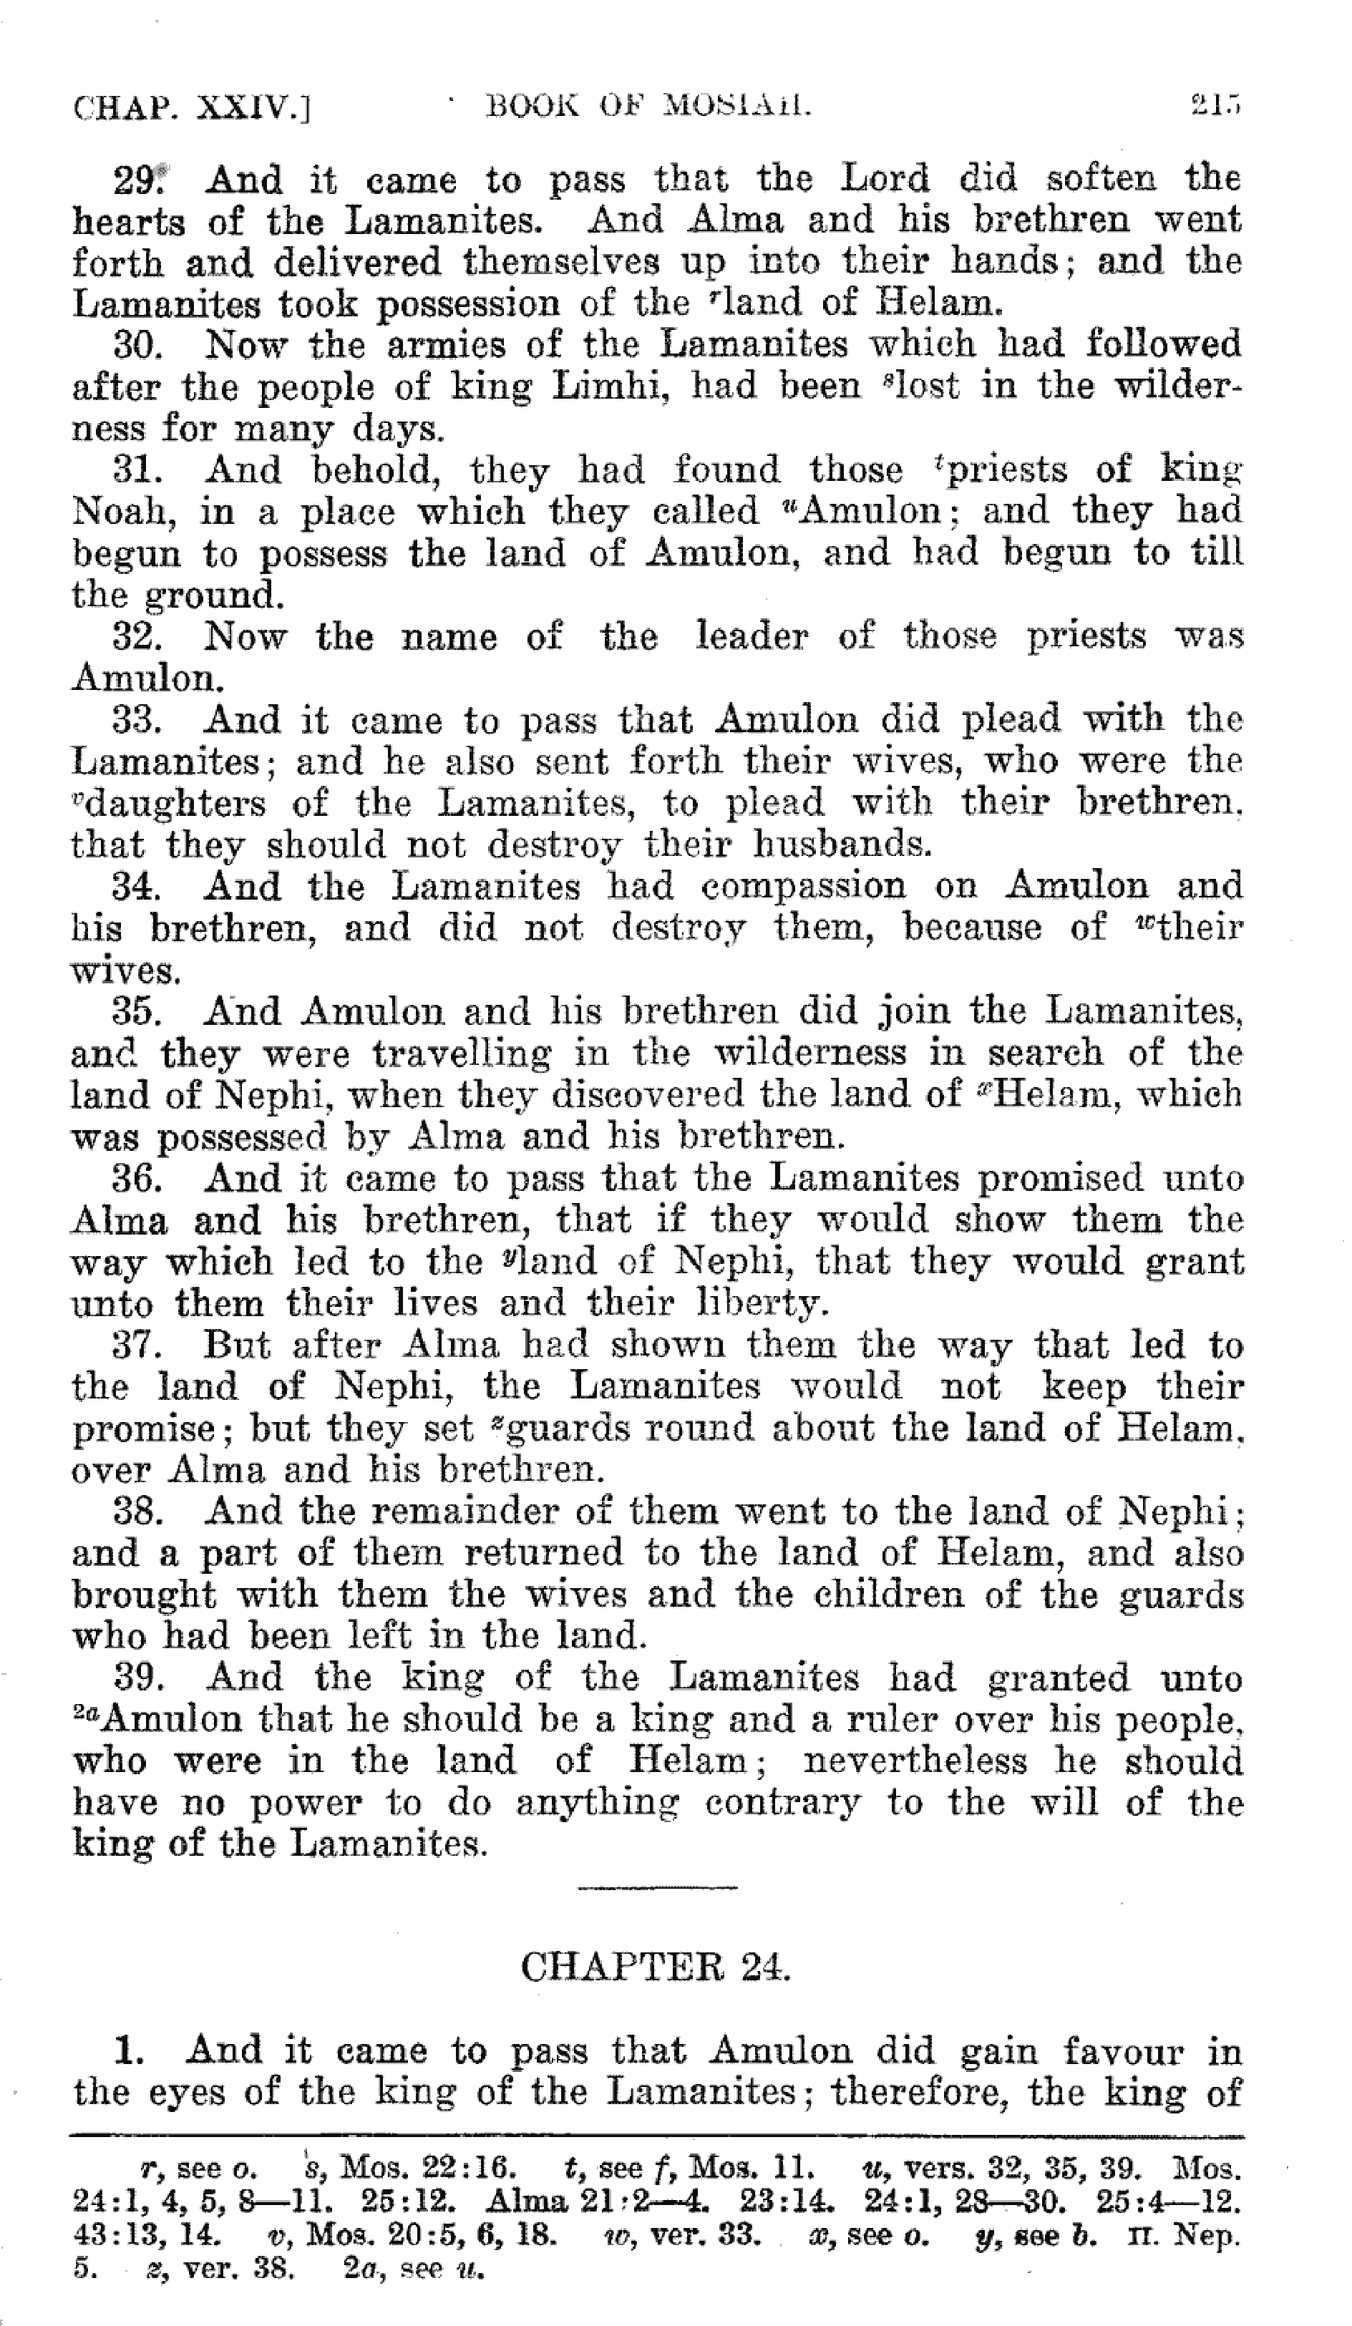 CHAP. XXIV.] BOOK OF MOSIAH. 215
29. And it came to pass that the Lord did soften the
hearts of the Lamanites. And Alma and his brethren went
forth and delivered themselves up into their hands; and the
Lamanites took possession of the rland of Helam.
30. Now the armies of the Lamanites which had followed
after the people of king Limhi, had been slost in the wilder-
ness for many days.
31. And behold, they had found those tpriests of king
Noah, in a place which they called uAmulon; and they had
begun to possess the land of Amulon, and had begun to till
the ground.
32. Now the name of the leader of those priests was
Amulon.
33. And it came to pass that Amulon did plead with the
Lamanites; and he also sent forth their wives, who were the
vdaughters of the Lamanites, to plead with their brethren,
that they should not destroy their husbands.
34. And the Lamanites had compassion on Amulon and
his brethren, and did not destroy them, because of wtheir
wives.
35. And Amulon and his brethren did join the Lamanites,
and they were travelling in the wilderness in search of the
land of Nephi, when they discovered the land of xHelam, which
was possessed by Alma and his brethren.
36. And it came to pass that the Lamanites promised unto
Alma and his brethren, that if they would show them the
way which led to the yland of Nephi, that they would grant
unto them their lives and their liberty.
37. But after Alma had shown them the way that led to
the land of Nephi, the Lamanites would not keep their
promise; but they set zguards round about the land of Helam,
over Alma and his brethren.
38. And the remainder of them went to the land of Nephi;
and a part of them returned to the land of Helam, and also
brought with them the wives and the children of the guards
who had been left in the land.
39. And the king of the Lamanites had granted unto
2aAmulon that he should be a king and a ruler over his people,
who were in the land of Helam; nevertheless he should
have no power to do anything contrary to the will of the
king of the Lamanites.
CHAPTER 24.
1. And it came to pass that Amulon did gain favour in
the eyes of the king of the Lamanites; therefore, the king of
r, see o. s, Mos. 22:16. t, see f, Mos. 11. u, vers. 32, 35, 39. Mos.
24:1, 4, 5, 8—11. 25:12. Alma 21:2—4. 23:14. 24:1, 28—30. 25:4—12.
43:13, 14. v, Mos. 20:5, 6, 18. w, ver. 33. x, see o. y, see b. II. Nep.
5. z, ver. 38. 2a, see u.